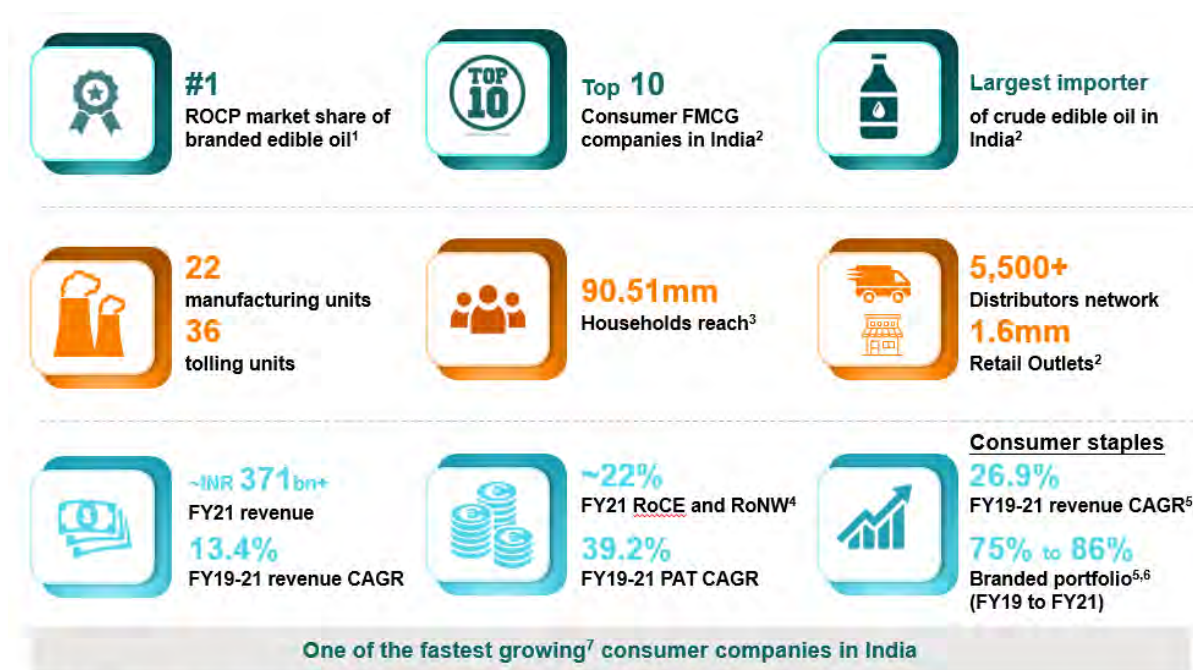 #1
ROCP market share of
branded edible oil1
TOP
10
Top 10
Consumer FMCG
companies in India2
Largest importer
of crude edible oil in
India2
22
manufacturing units
36
tolling units
90.51mm
Households reach3
5,500+
Distributors network
1.6mm
Retail Outlets2
~INR 371bn+
FY21 revenue
13.4%
FY19-21 revenue CAGR
~22%
FY21 RoCE and RoNW4
39.2%
FY19-21 PAT CAGR
Consumer staples
26.9%
FY19-21 revenue CAGR5
75% to 86%
Branded portfolio5,6
(FY19 to FY21)
One of the fastest growing7 consumer companies in India